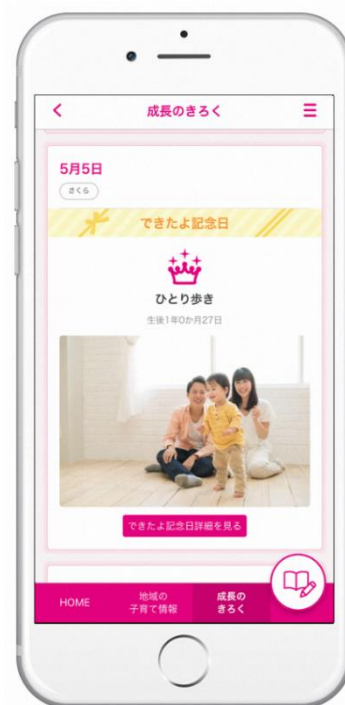 成長のきろく
5月5日
さくら
できたよ記念日
ひとり歩き
生後1年0か月27日
できたよ記念日詳細を見る
HOME
地域の
子育て情報
成長の
きろく